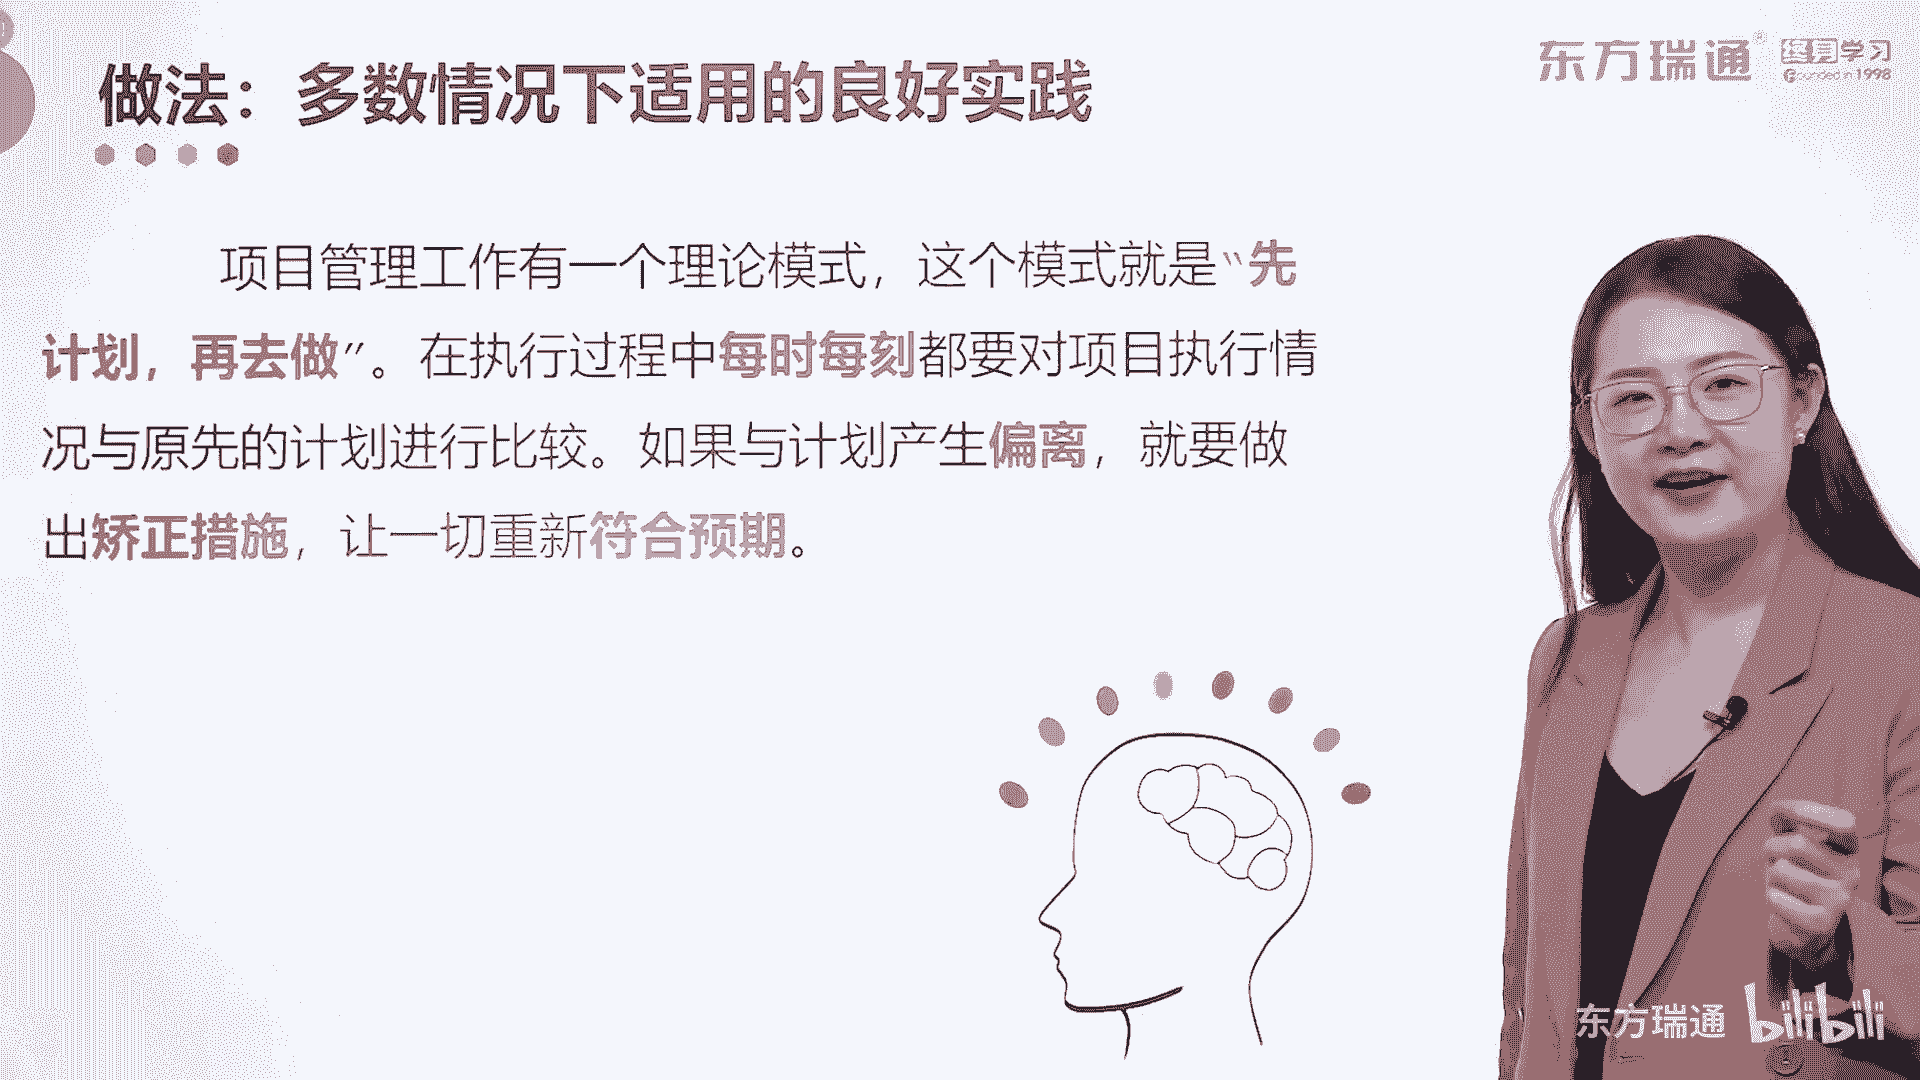 做法：多数情况下适用的良好实践
东方瑞通® 终身学习
Founded in 1998
项目管理工作有一个理论模式，这个模式就是“先
计划，再去做”。在执行过程中每时每刻都要对项目执行情
况与原先的计划进行比较。如果与计划产生偏离，就要做
出矫正措施，让一切重新符合预期。
东方瑞通 bilibili